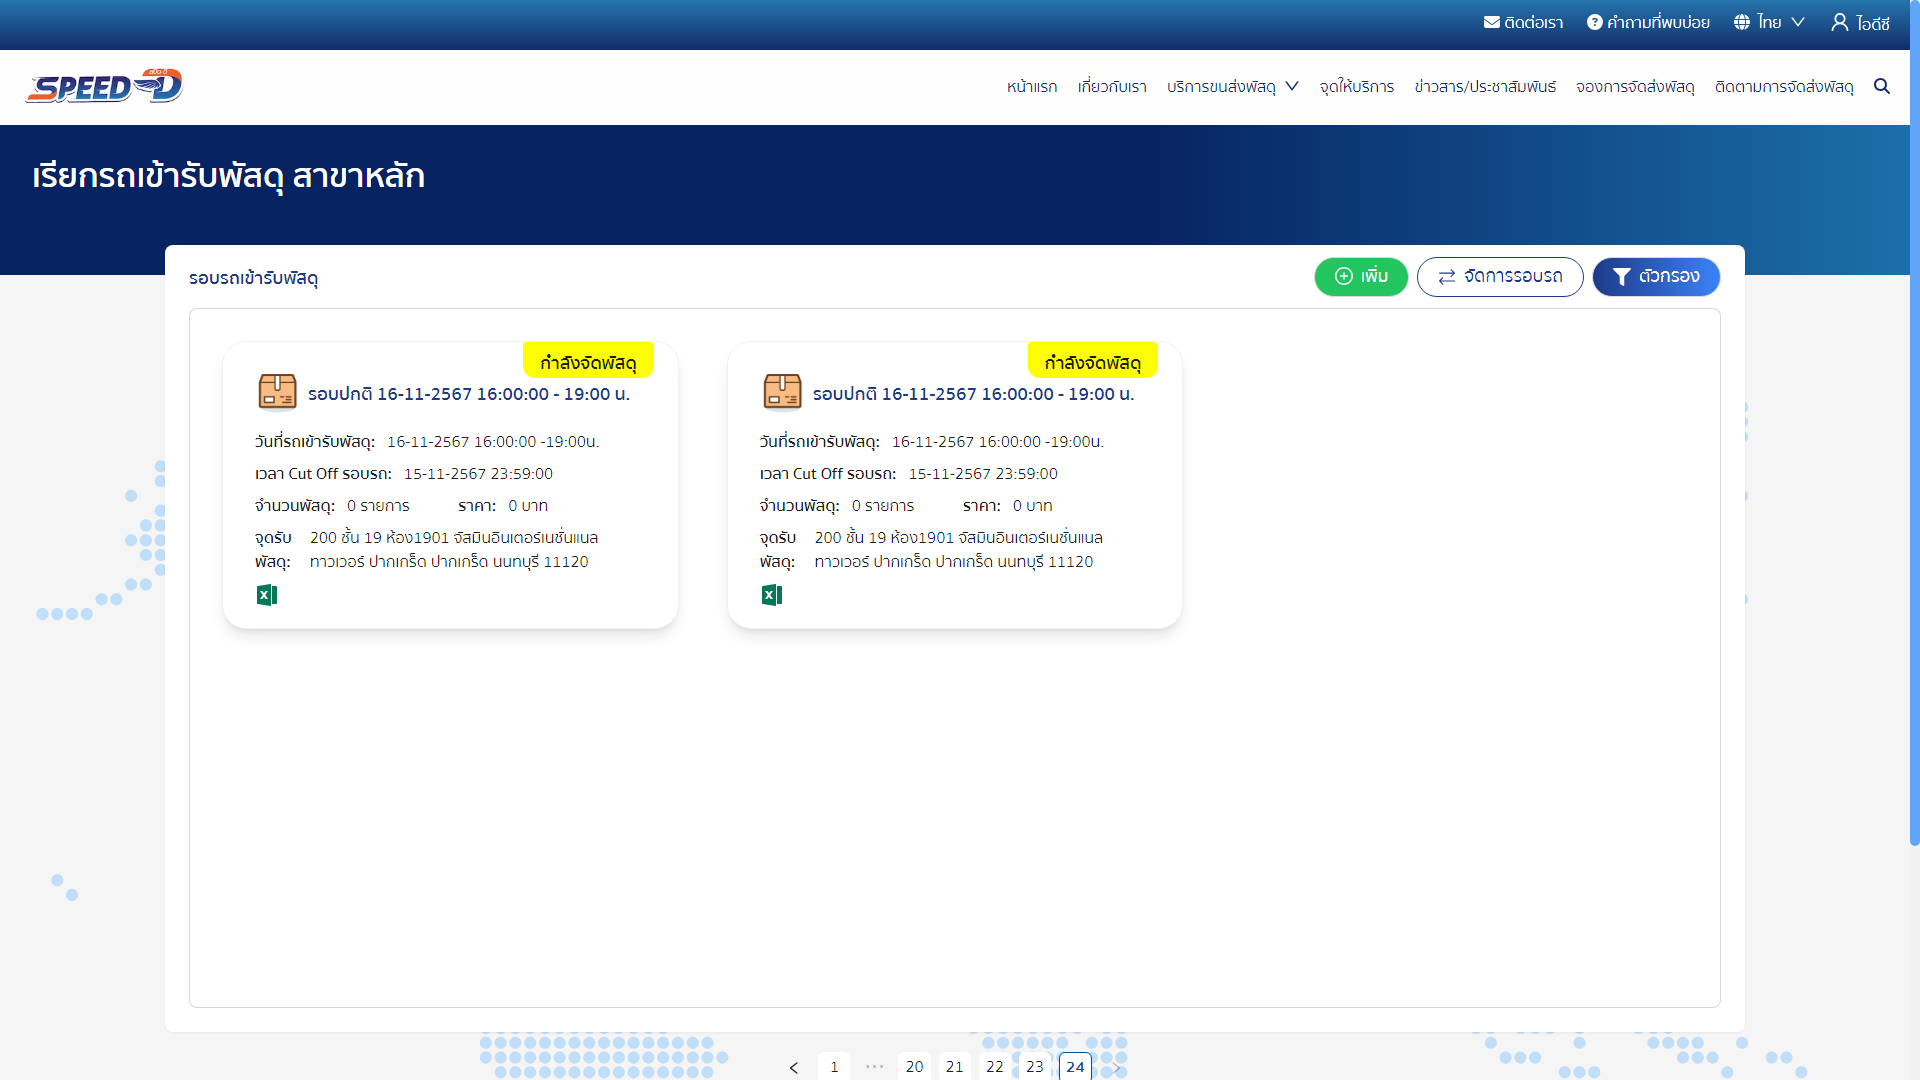 ติดต่อเรา คำถามที่พบบ่อย ไทย ไอดีซี
SPEED-D สปีด-ดี
หน้าแรก เกี่ยวกับเรา บริการขนส่งพัสดุ จุดให้บริการ ข่าวสาร/ประชาสัมพันธ์ จองการจัดส่งพัสดุ ติดตามการจัดส่งพัสดุ
เรียกรถเข้ารับพัสดุ สาขาหลัก
รอบรถเข้ารับพัสดุ
เพิ่ม จัดการรอบรถ ตัวกรอง
กำลังจัดพัสดุ
รอบปกติ 16-11-2567 16:00:00 - 19:00 น.
วันที่รถเข้ารับพัสดุ: 16-11-2567 16:00:00 -19:00น.
เวลา Cut Off รอบรถ: 15-11-2567 23:59:00
จำนวนพัสดุ: 0 รายการ ราคา: 0 บาท
จุดรับพัสดุ: 200 ชั้น 19 ห้อง1901 จัสมินอินเตอร์เนชั่นแนล
ทาวเวอร์ ปากเกร็ด ปากเกร็ด นนทบุรี 11120
กำลังจัดพัสดุ
รอบปกติ 16-11-2567 16:00:00 - 19:00 น.
วันที่รถเข้ารับพัสดุ: 16-11-2567 16:00:00 -19:00น.
เวลา Cut Off รอบรถ: 15-11-2567 23:59:00
จำนวนพัสดุ: 0 รายการ ราคา: 0 บาท
จุดรับพัสดุ: 200 ชั้น 19 ห้อง1901 จัสมินอินเตอร์เนชั่นแนล
ทาวเวอร์ ปากเกร็ด ปากเกร็ด นนทบุรี 11120
1 ••• 20 21 22 23 24